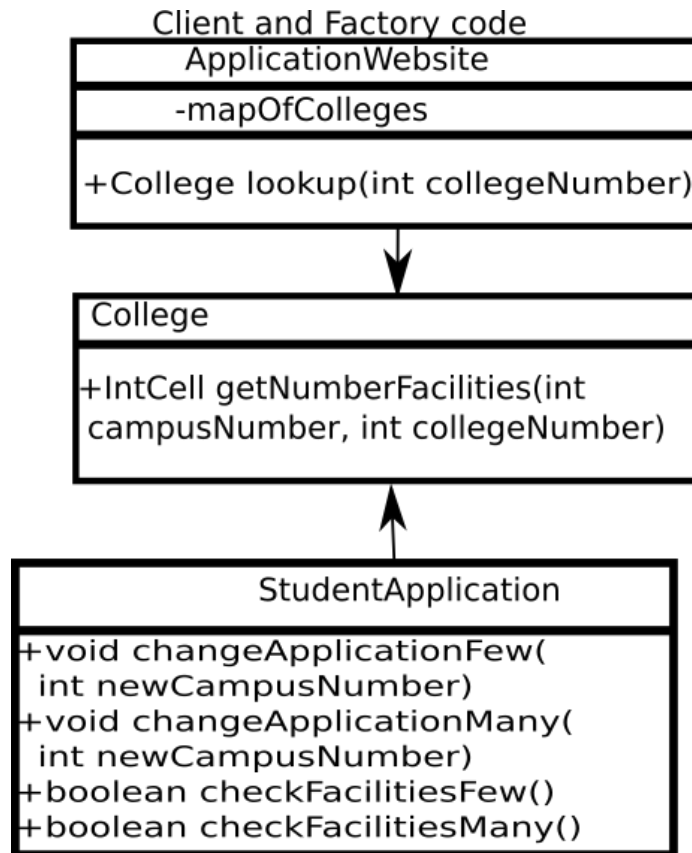 Client and Factory code
ApplicationWebsite
-mapOfColleges
+College lookup(int collegeNumber)
College
+IntCell getNumberFacilities(int
campusNumber, int collegeNumber)
StudentApplication
+void changeApplicationFew(
int newCampusNumber)
+void changeApplicationMany(
int newCampusNumber)
+boolean checkFacilitiesFew()
+boolean checkFacilitiesMany()